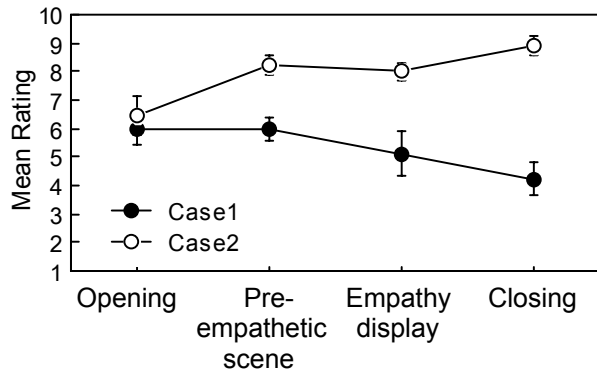 Mean Rating
10
9
8
7
6
5
4
3
2
1
Case1
Case2
Opening
Pre-
empathetic
scene
Empathy
display
Closing